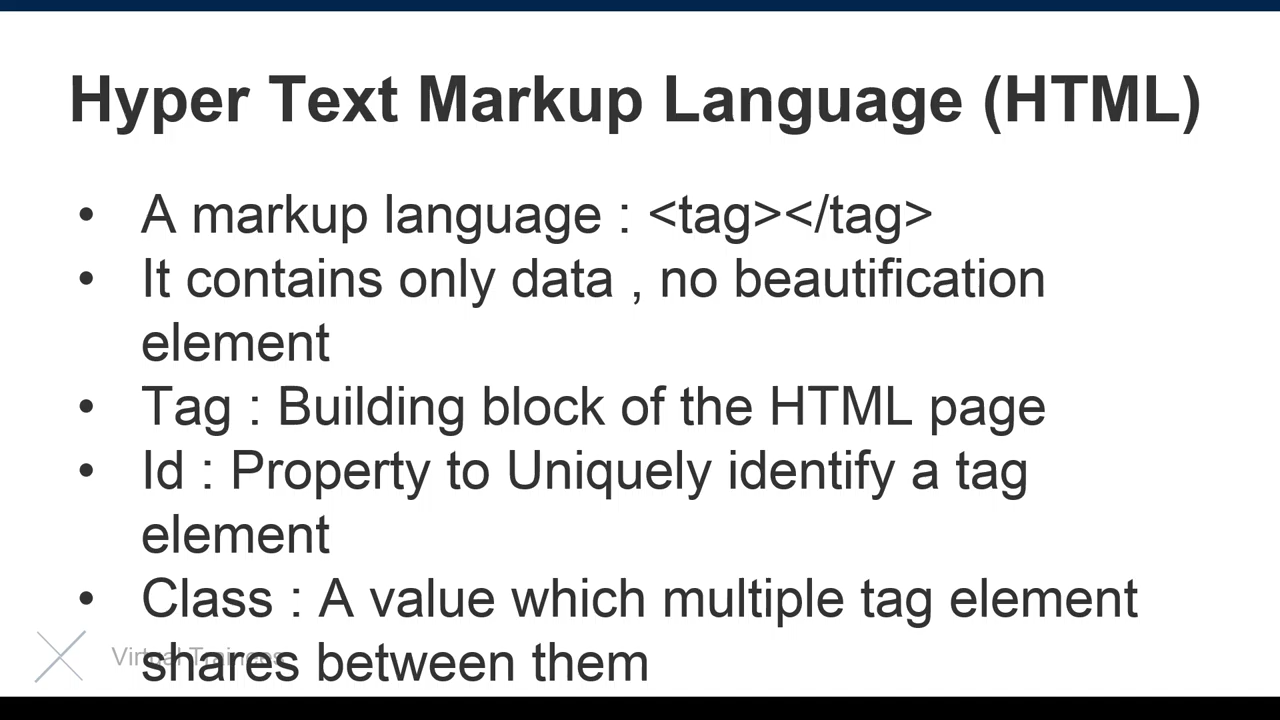 Hyper Text Markup Language (HTML)
• A markup language : <tag></tag>
• It contains only data , no beautification
element
• Tag : Building block of the HTML page
• Id : Property to Uniquely identify a tag
element
• Class : A value which multiple tag element
shares between them
Virtual